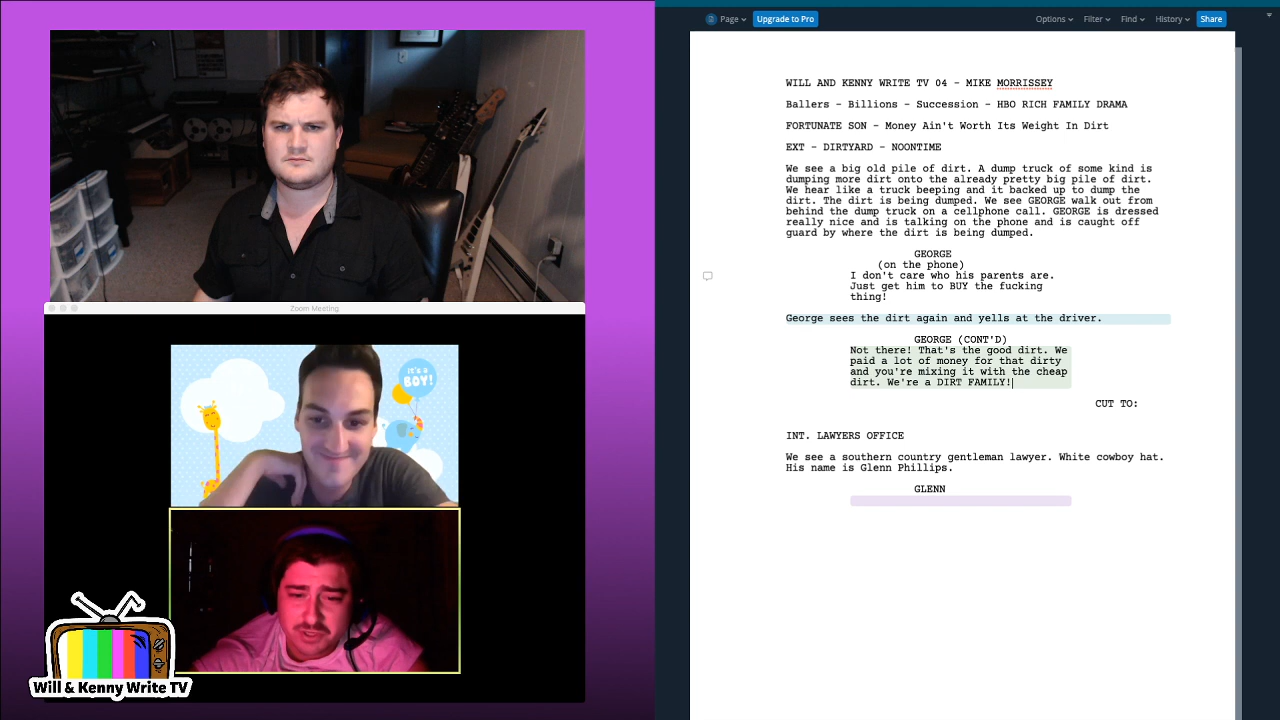 Page
Upgrade to Pro
Options
Filter
Find
History
Share
WILL AND KENNY WRITE TV 04 - MIKE MORRISSEY
Ballers - Billions - Succession - HBO RICH FAMILY DRAMA
FORTUNATE SON - Money Ain't Worth Its Weight In Dirt
EXT - DIRTYARD - NOONTIME
We see a big old pile of dirt. A dump truck of some kind is
dumping more dirt onto the already pretty big pile of dirt.
We hear like a truck beeping and it backed up to dump the
dirt. The dirt is being dumped. We see GEORGE walk out from
behind the dump truck on a cellphone call. GEORGE is dressed
really nice and is talking on the phone and is caught off
guard by where the dirt is being dumped.
GEORGE
(on the phone)
I don't care who his parents are.
Just get him to BUY the fucking
thing!
George sees the dirt again and yells at the driver.
GEORGE (CONT'D)
Not there! That's the good dirt. We
paid a lot of money for that dirty
and you're mixing it with the cheap
dirt. We're a DIRT FAMILY!
CUT TO:
INT. LAWYERS OFFICE
We see a southern country gentleman lawyer. White cowboy hat.
His name is Glenn Phillips.
GLENN
Zoom Meeting
IT'S A
BOY!
Will & Kenny Write TV